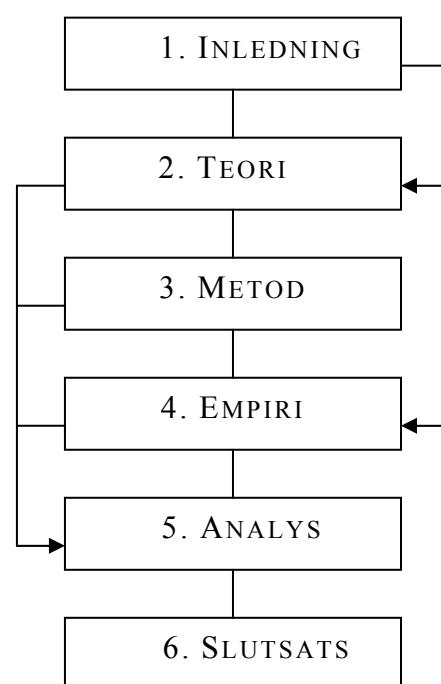 1. INLEDNING
2. TEORI
3. METOD
4. EMPIRI
5. ANALYS
6. SLUTSATS